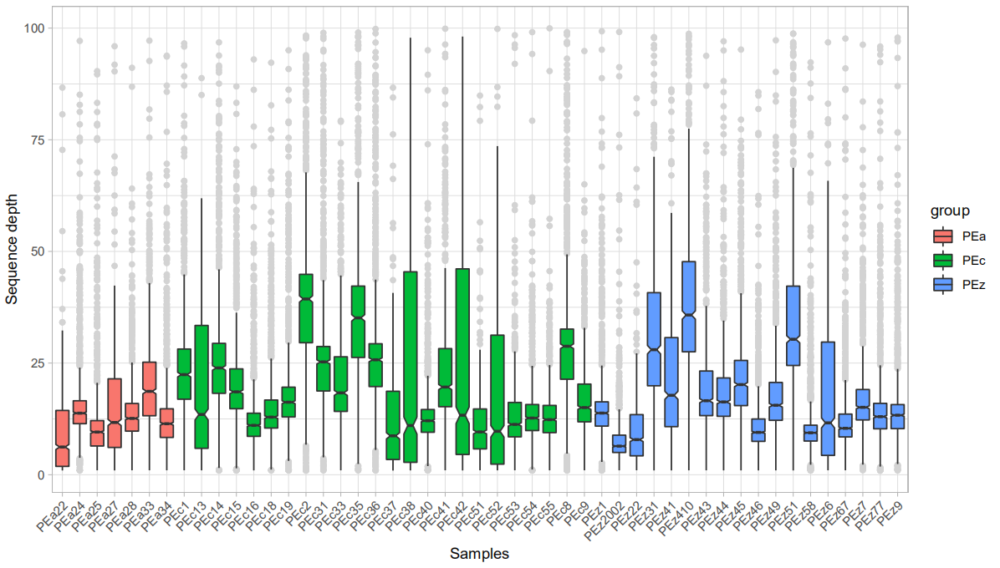 100
75
50
25
0
Sequence depth
PEa22
PEa24
PEa25
PEa27
PEa28
PEa33
PEa34
PEc1
PEc13
PEc14
PEc15
PEc16
PEc18
PEc19
PEc2
PEc31
PEc33
PEc35
PEc36
PEc37
PEc38
PEc40
PEc41
PEc42
PEc51
PEc52
PEc53
PEc54
PEc55
PEc8
PEc9
PEz1
PEz2002
PEz22
PEz31
PEz41
PEz410
PEz43
PEz44
PEz45
PEz46
PEz49
PEz51
PEz58
PEz6
PEz67
PEz7
PEz77
PEz9
Samples
group
PEa
PEc
PEz